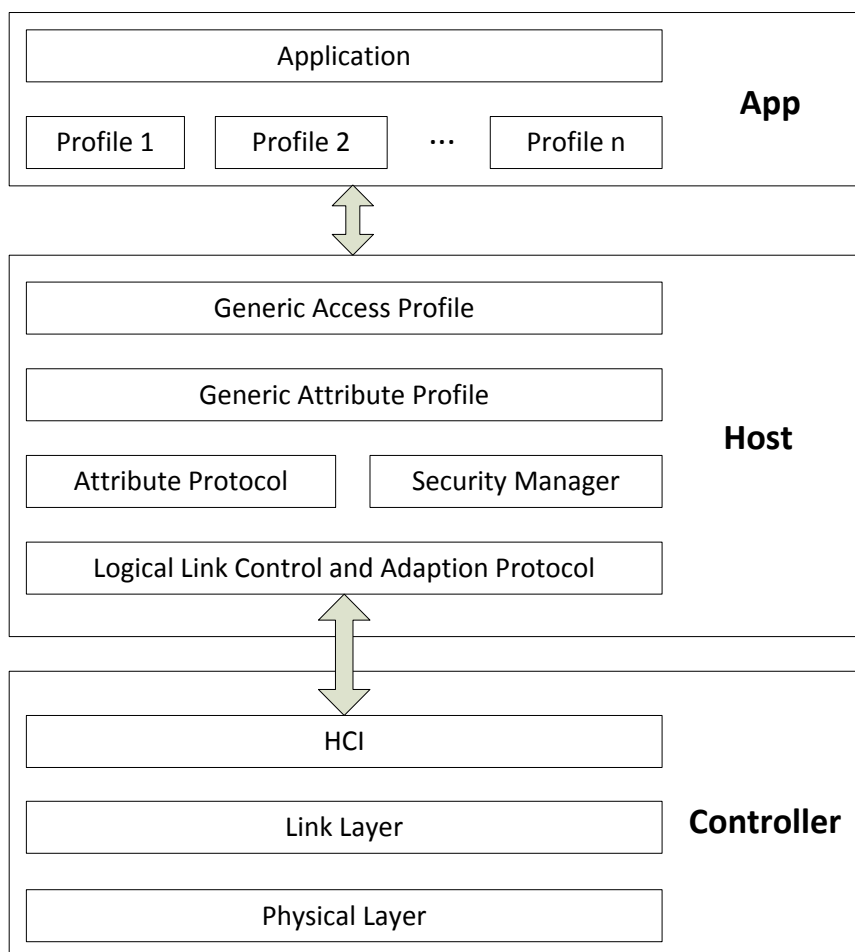 Application
App
Profile 1
Profile 2
...
Profile n
Generic Access Profile
Generic Attribute Profile
Host
Attribute Protocol
Security Manager
Logical Link Control and Adaption Protocol
HCI
Link Layer
Controller
Physical Layer